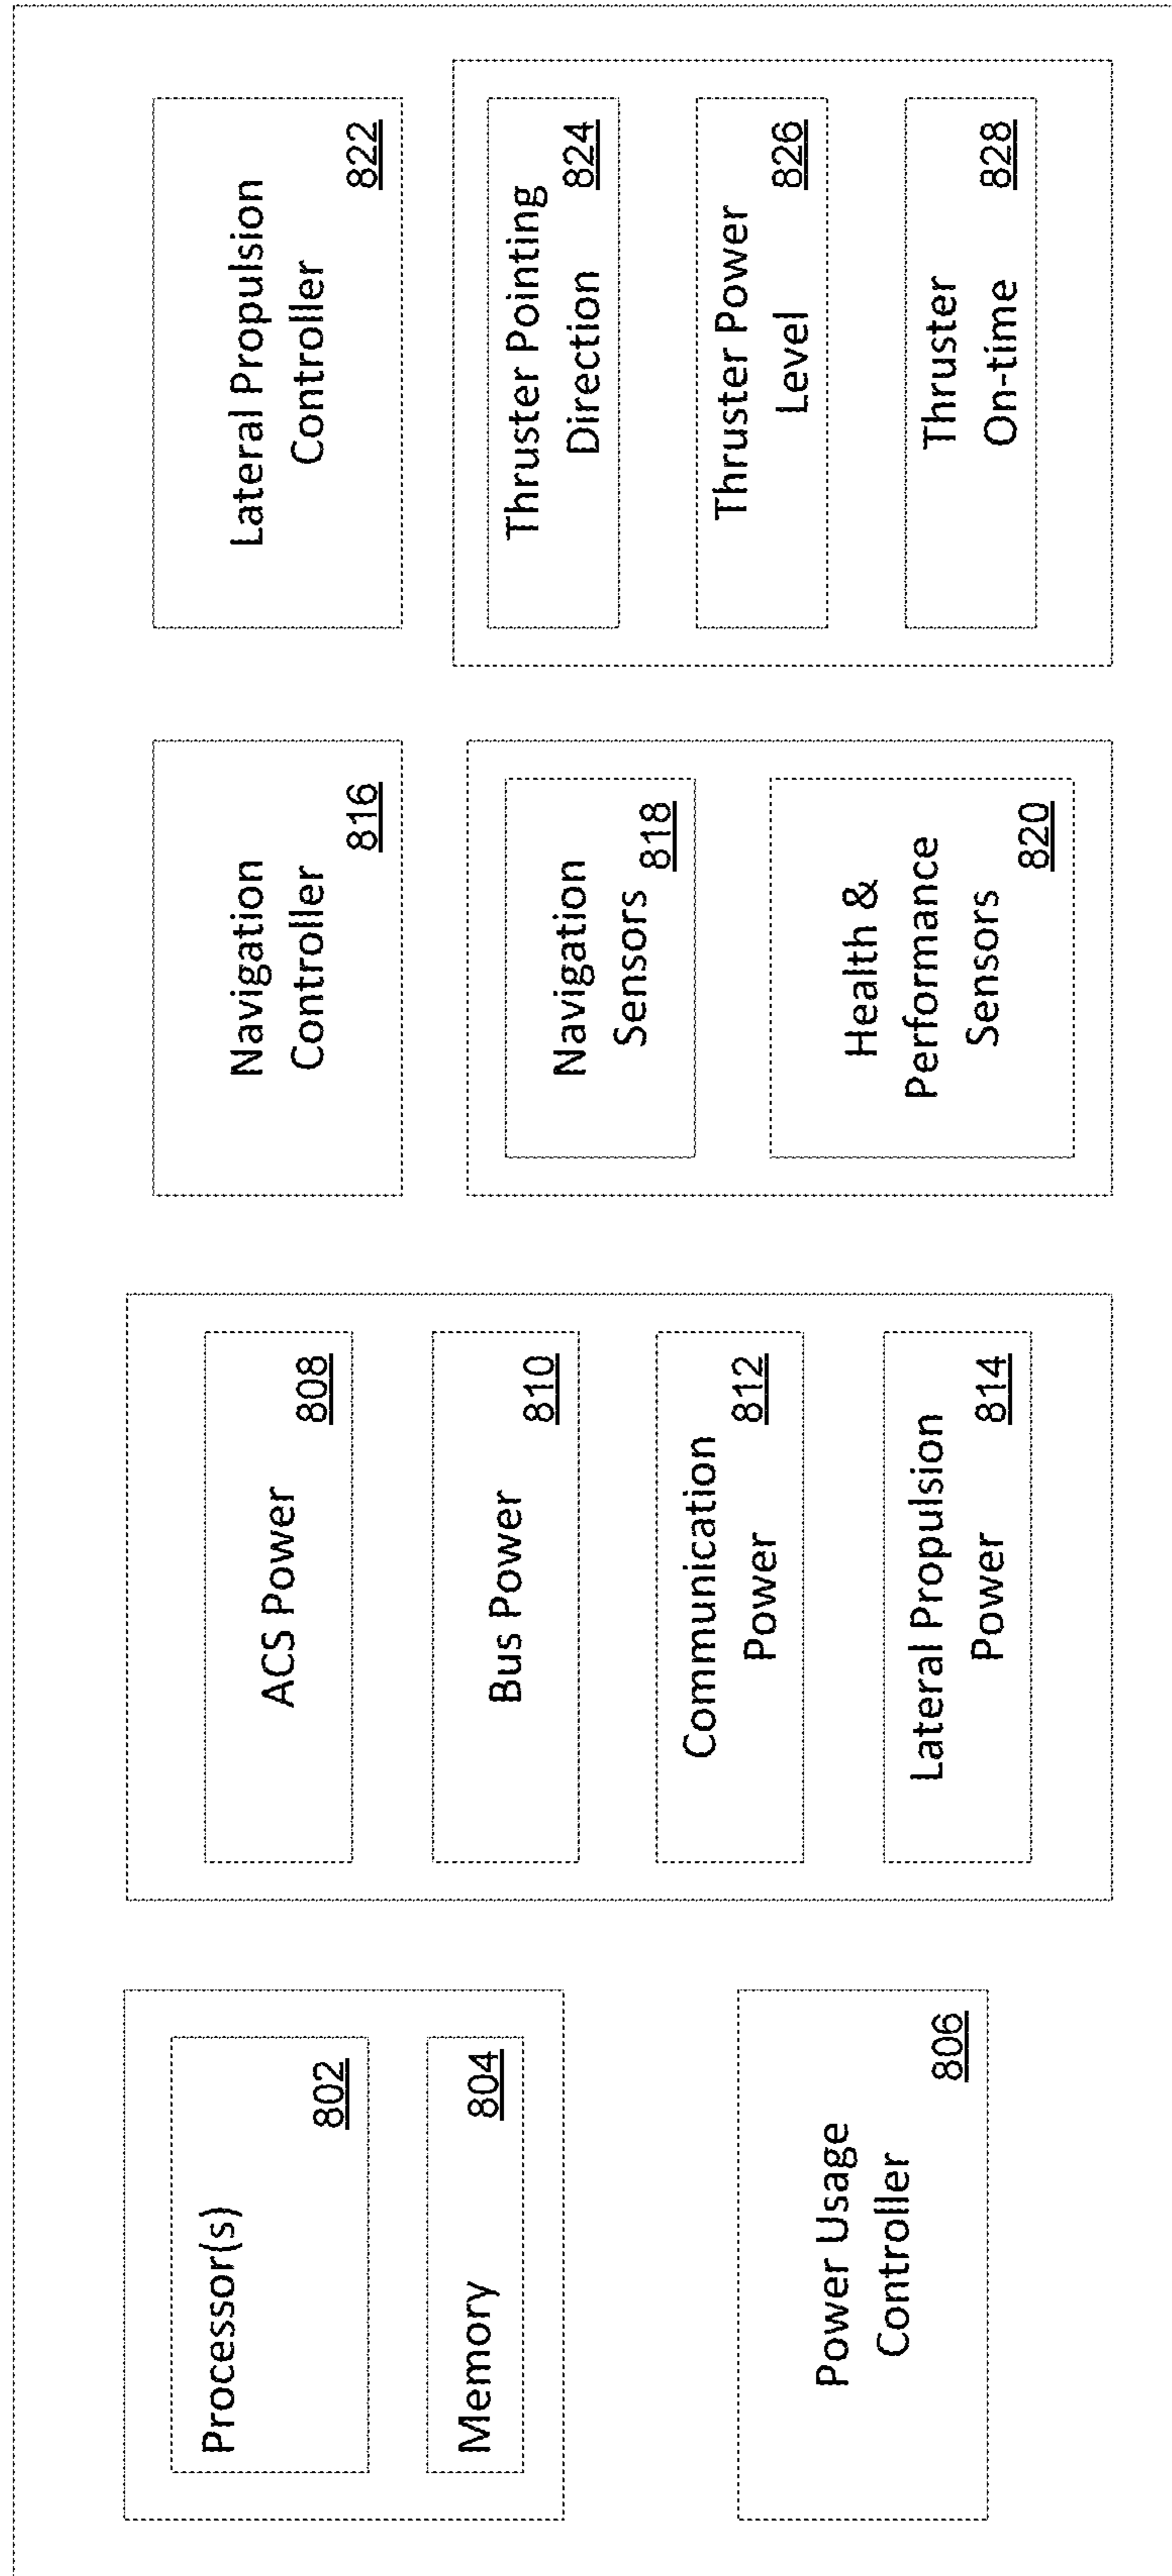 Processor(s)
802
Memory
804
Power Usage
Controller
806
ACS Power
808
Bus Power
810
Communication
Power
812
Lateral Propulsion
Power
814
Navigation
Controller
816
Navigation
Sensors
818
Health &
Performance
Sensors
820
Lateral Propulsion
Controller
822
Thruster Pointing
Direction
824
Thruster Power
Level
826
Thruster
On-time
828